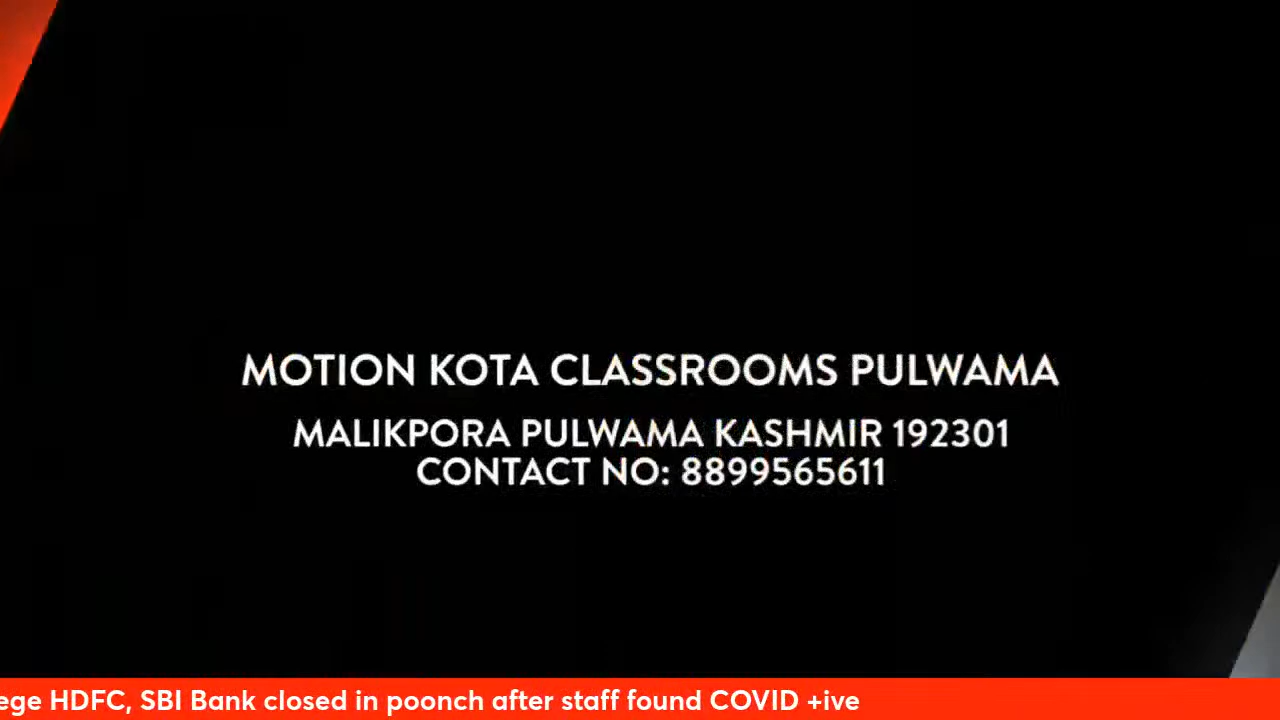 MOTION KOTA CLASSROOMS PULWAMA
MALIKPORA PULWAMA KASHMIR 192301
CONTACT NO: 8899565611
ege HDFC, SBI Bank closed in poonch after staff found COVID +ive